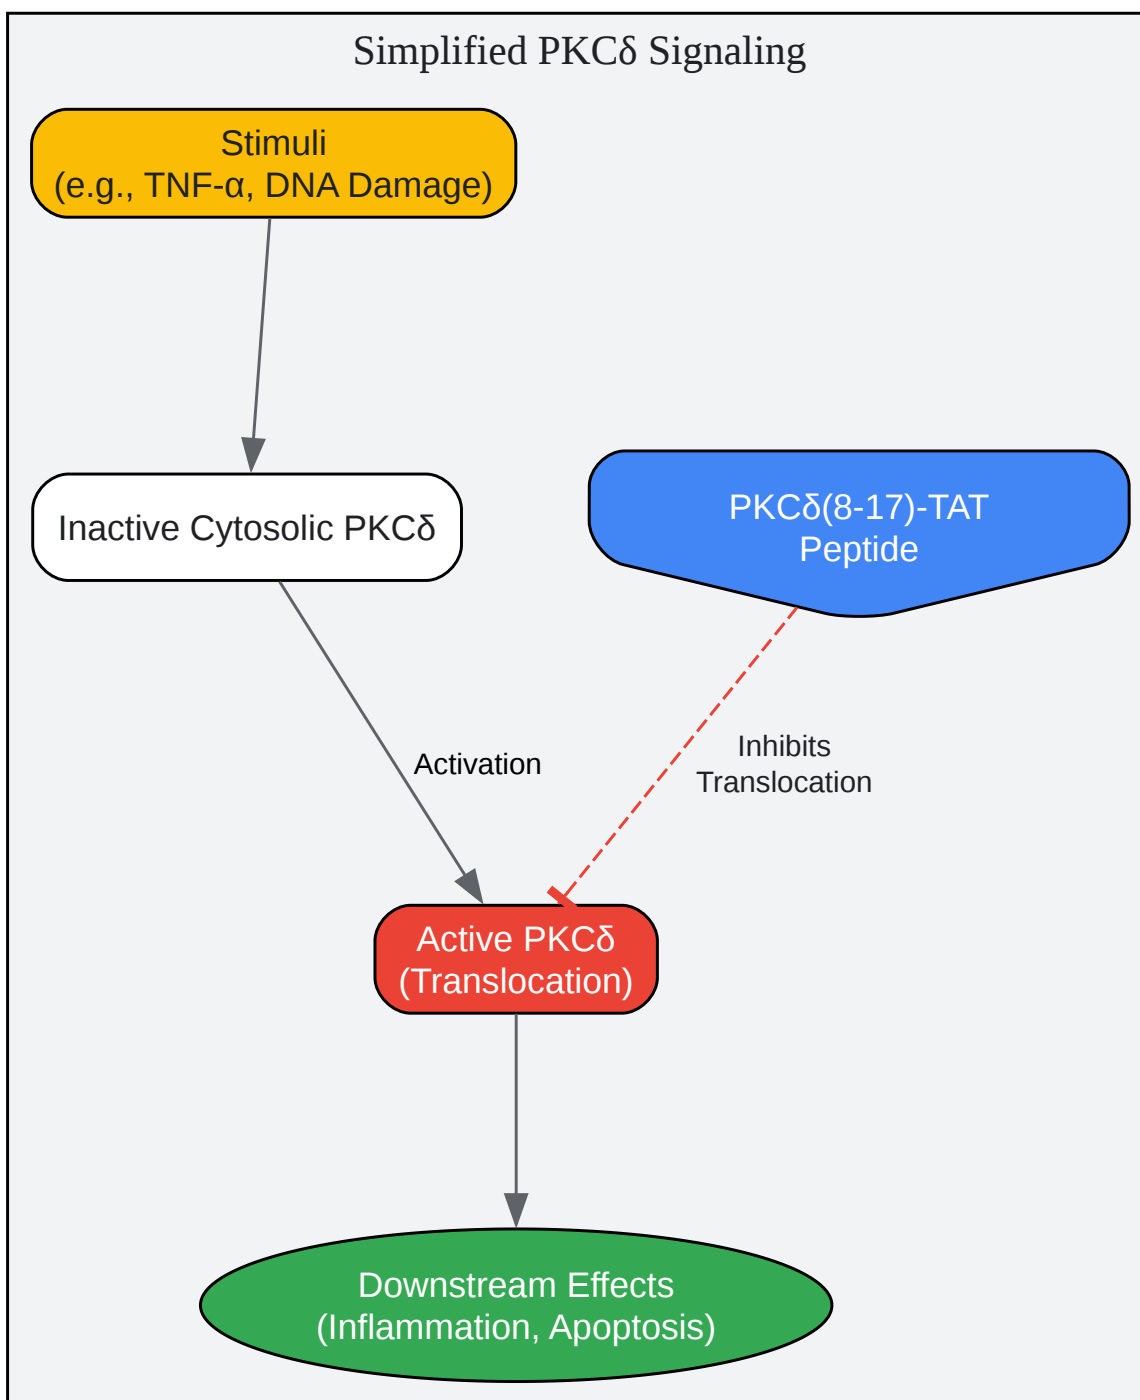 Simplified PKCδ Signaling
Stimuli
(e.g., TNF-α, DNA Damage)
Inactive Cytosolic PKCδ
PKCδ(8-17)-TAT
Peptide
Activation
Inhibits
Translocation
Active PKCδ
(Translocation)
Downstream Effects
(Inflammation, Apoptosis)